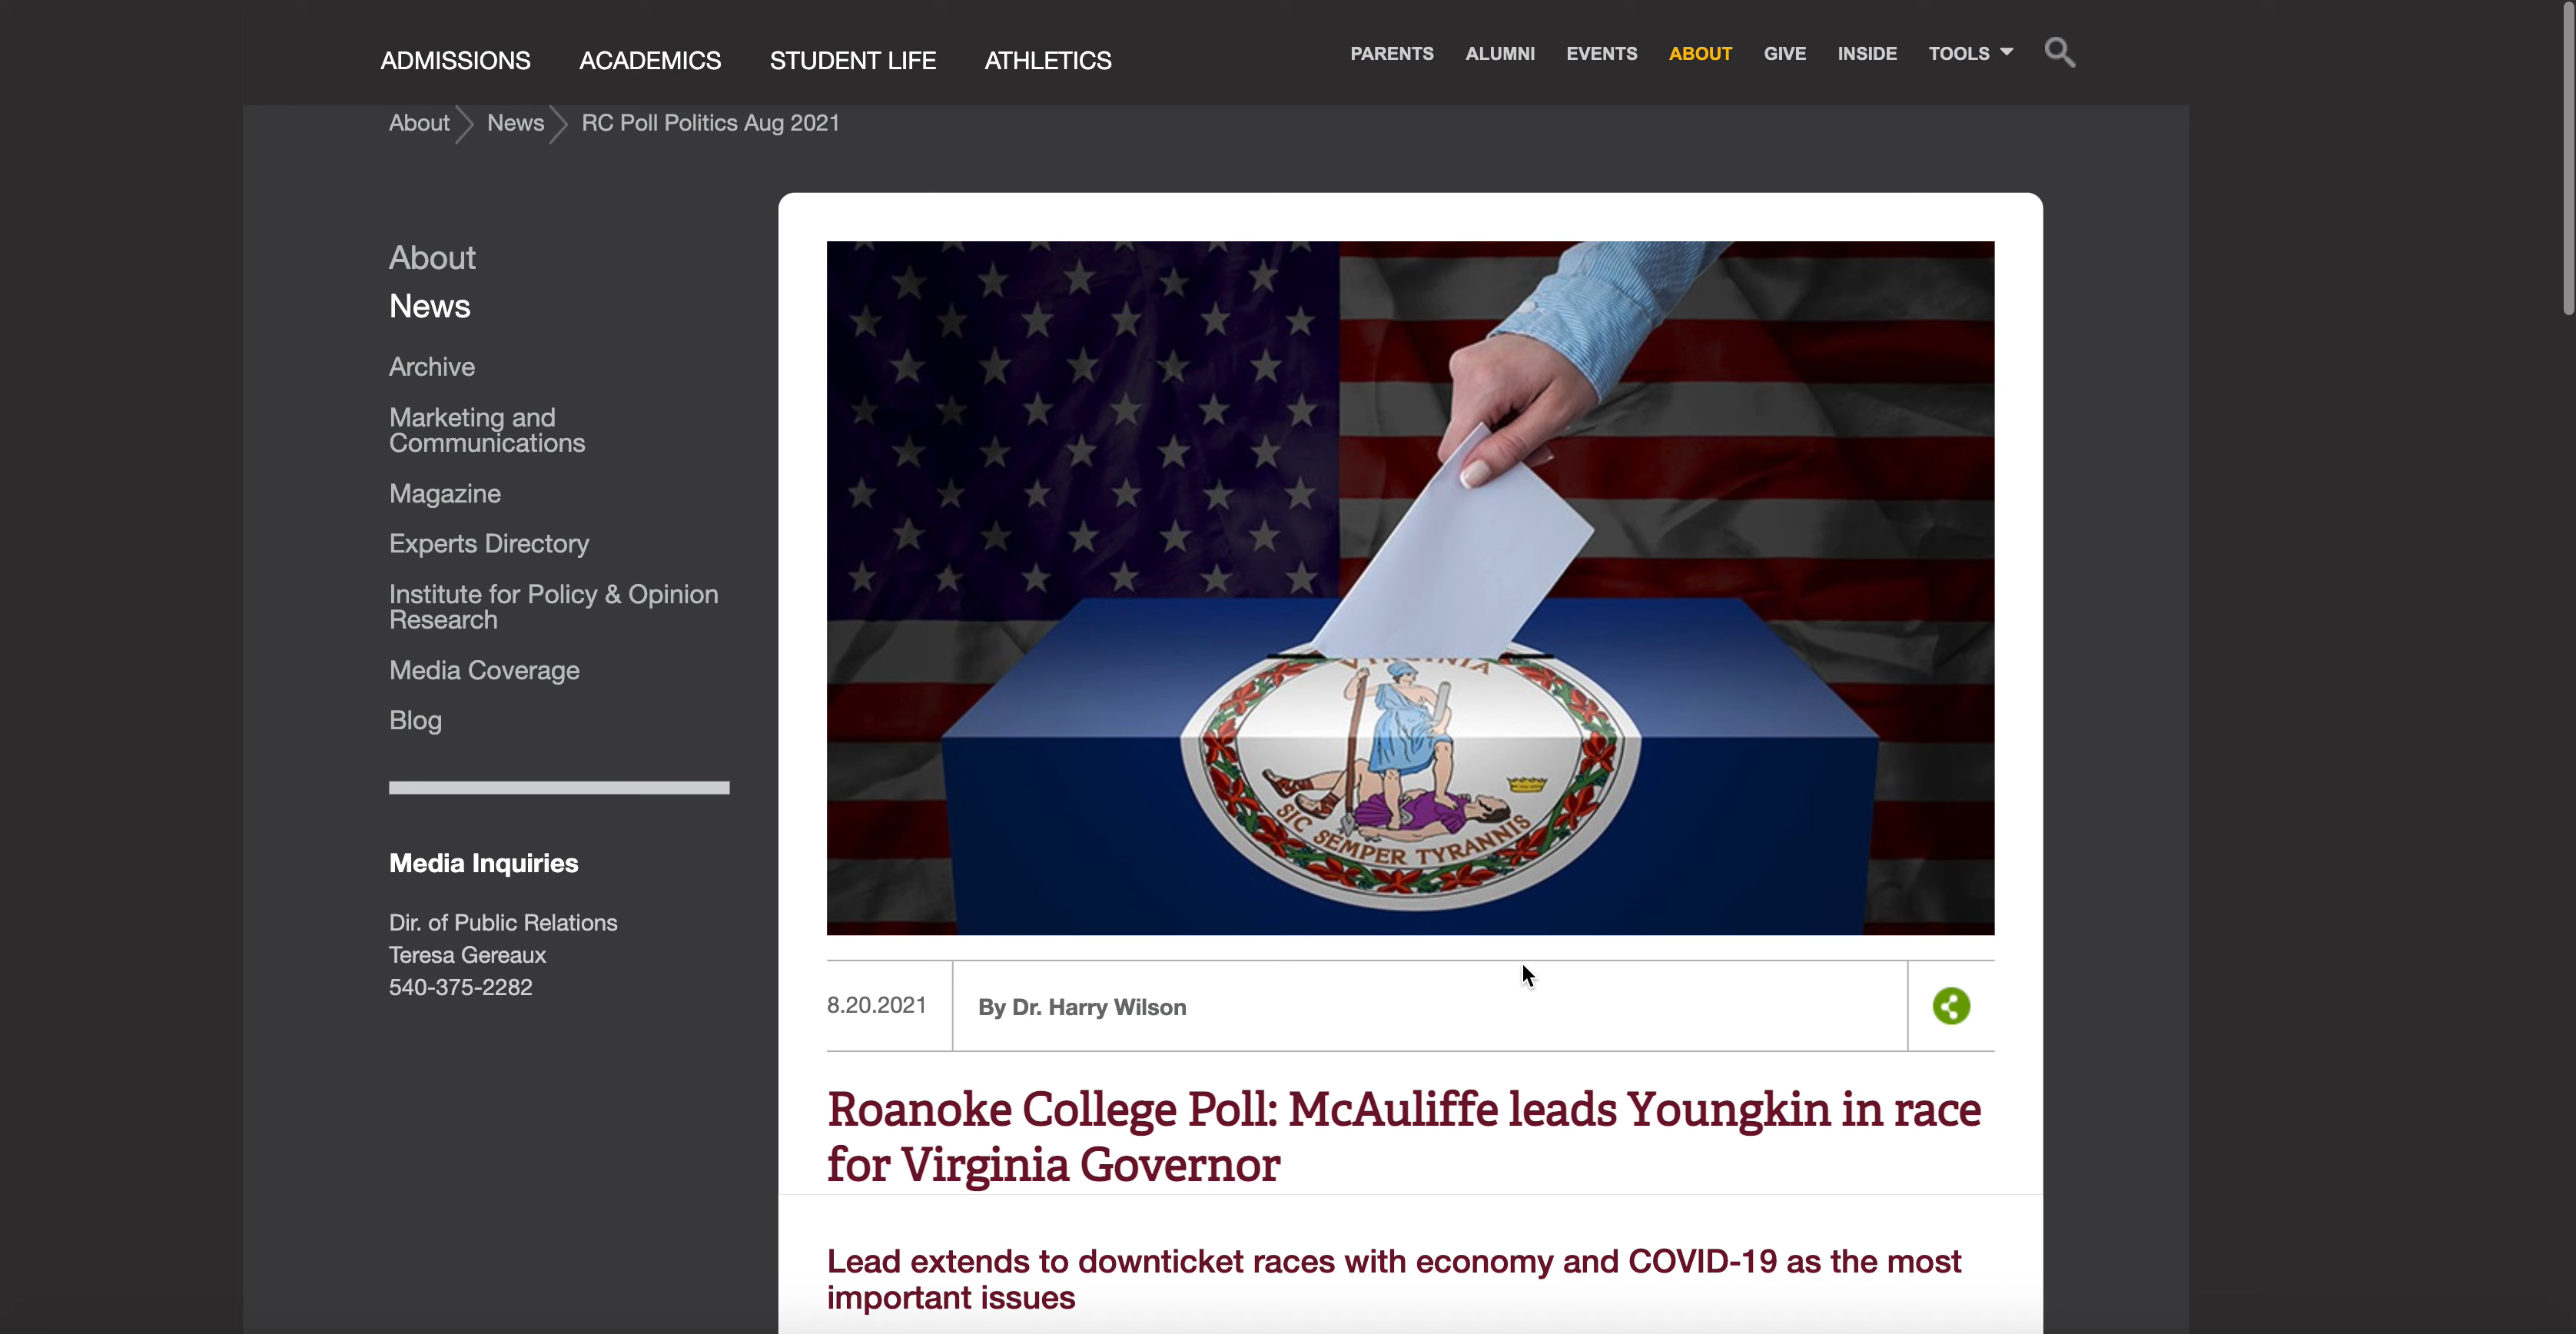 ADMISSIONS ACADEMICS STUDENT LIFE ATHLETICS
PARENTS ALUMNI EVENTS ABOUT GIVE INSIDE TOOLS
About News RC Poll Politics Aug 2021
About
News
Archive
Marketing and
Communications
Magazine
Experts Directory
Institute for Policy & Opinion
Research
Media Coverage
Blog
Media Inquiries
Dir. of Public Relations
Teresa Gereaux
540-375-2282
VIRGINIA
SIC SEMPER TYRANNIS
8.20.2021
By Dr. Harry Wilson
Roanoke College Poll: McAuliffe leads Youngkin in race
for Virginia Governor
Lead extends to downticket races with economy and COVID-19 as the most
important issues